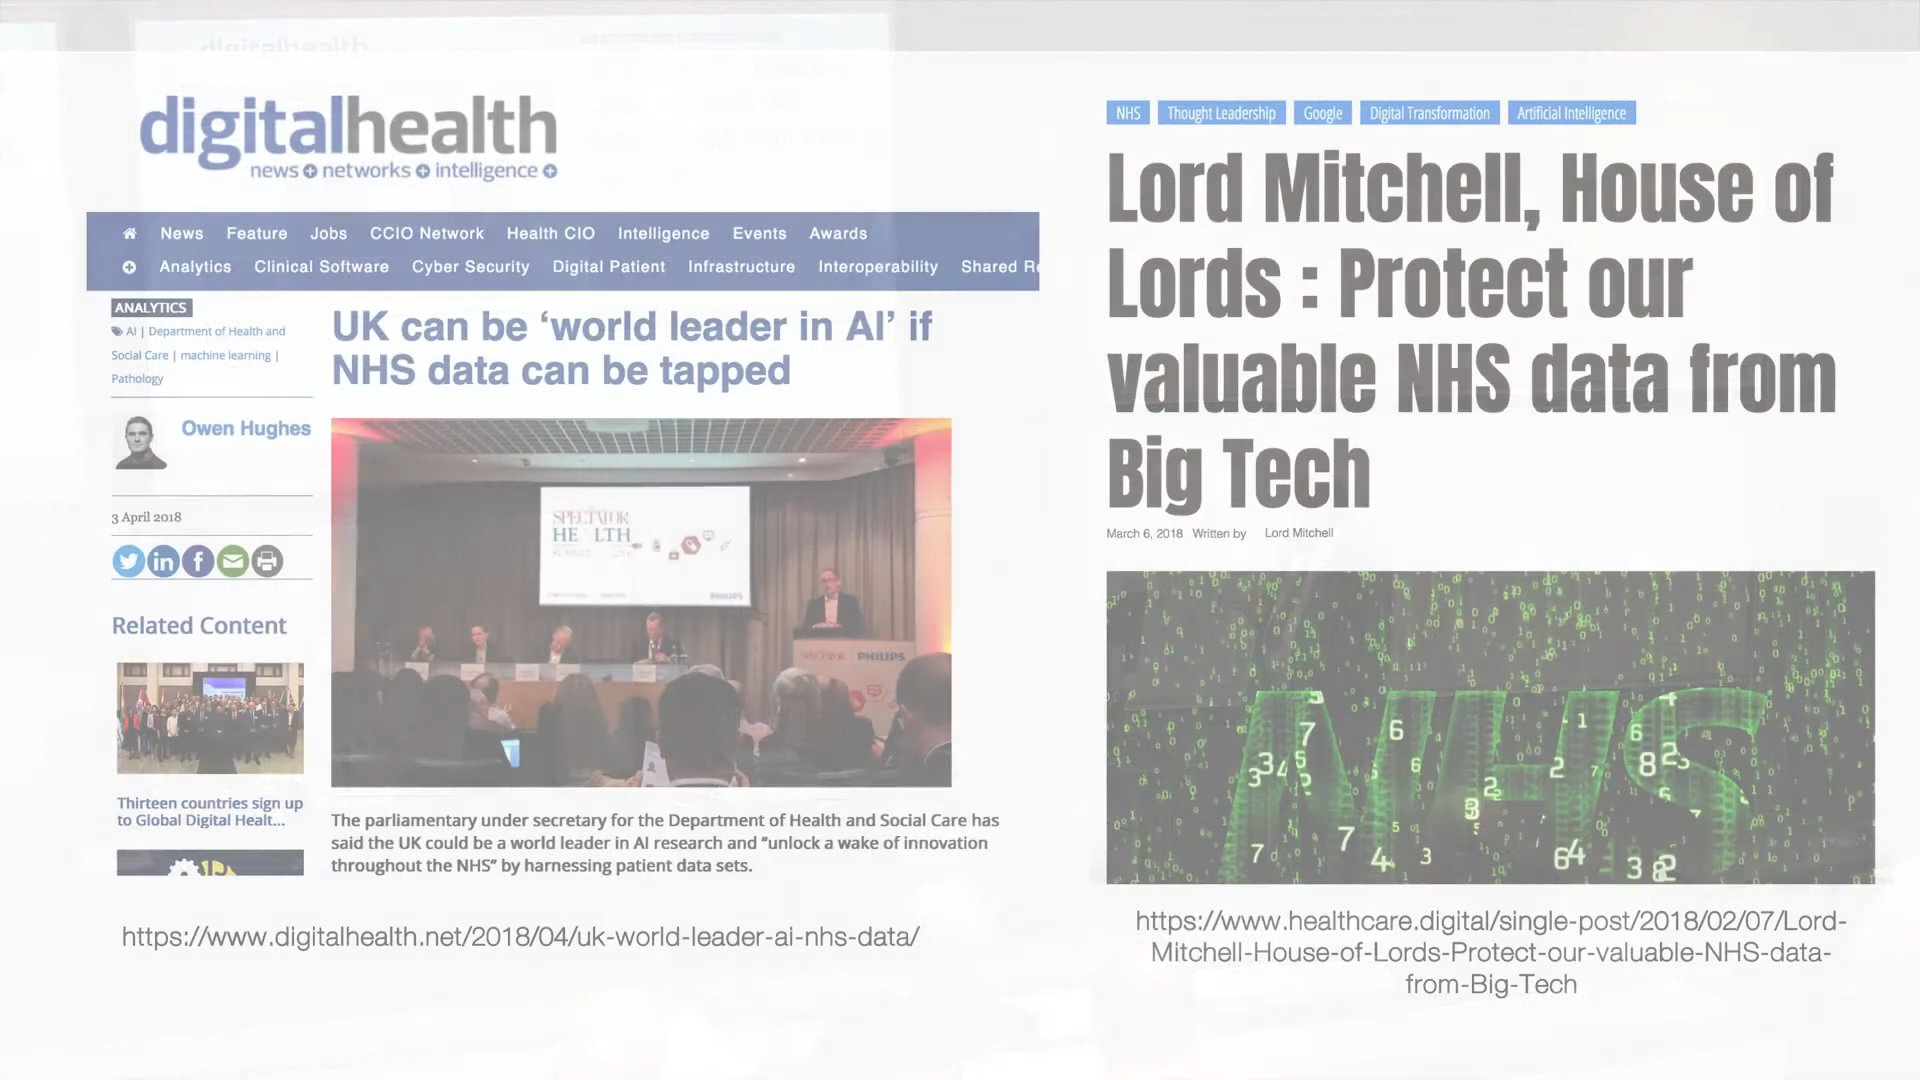 digitalhealth
news networks intelligence
News Feature Jobs CCIO Network Health CIO Intelligence Events Awards
Analytics Clinical Software Cyber Security Digital Patient Infrastructure Interoperability Shared
ANALYTICS
AI | Department of Health and
Social Care | machine learning |
Pathology
Owen Hughes
3 April 2018
Related Content
Thirteen countries sign up
to Global Digital Healt...
UK can be ‘world leader in AI’ if
NHS data can be tapped
SPECTATOR
HEALTH
PHILIPS
SPECTATOR PHILIPS
The parliamentary under secretary for the Department of Health and Social Care has
said the UK could be a world leader in AI research and “unlock a wake of innovation
throughout the NHS” by harnessing patient data sets.
https://www.digitalhealth.net/2018/04/uk-world-leader-ai-nhs-data/
NHS Thought Leadership Google Digital Transformation Artificial Intelligence
Lord Mitchell, House of
Lords : Protect our
valuable NHS data from
Big Tech
March 6, 2018 Written by Lord Mitchell
NHS
https://www.healthcare.digital/single-post/2018/02/07/Lord-
Mitchell-House-of-Lords-Protect-our-valuable-NHS-data-
from-Big-Tech